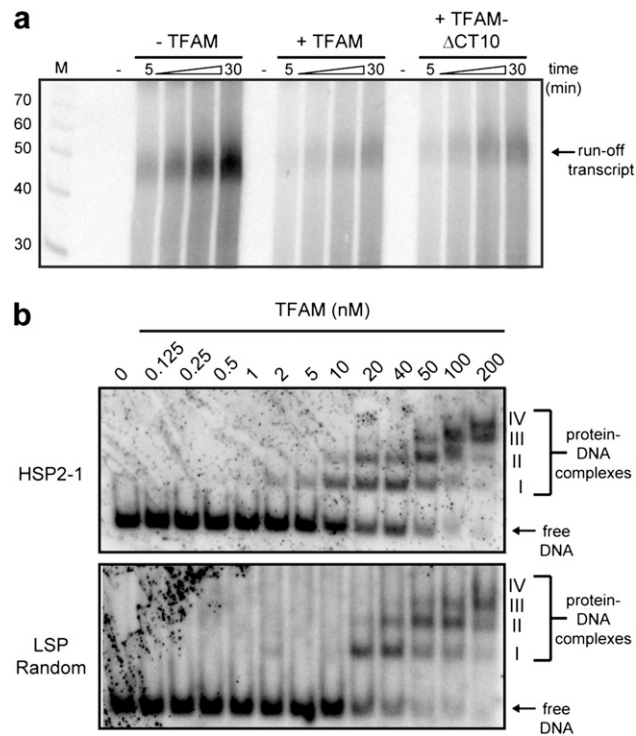 a
+ TFAM-
- TFAM + TFAM ΔCT10
M - 5 30 - 5 30 - 5 30 time
(min)
70
60
50
run-off
transcript
40
30
b
TFAM (nM)
0 0.125 0.25 0.5 1 2 5 10 20 40 50 100 200
HSP2-1
IV
III
II
I
protein-
DNA
complexes
free
DNA
LSP
Random
IV
III
II
I
protein-
DNA
complexes
free
DNA